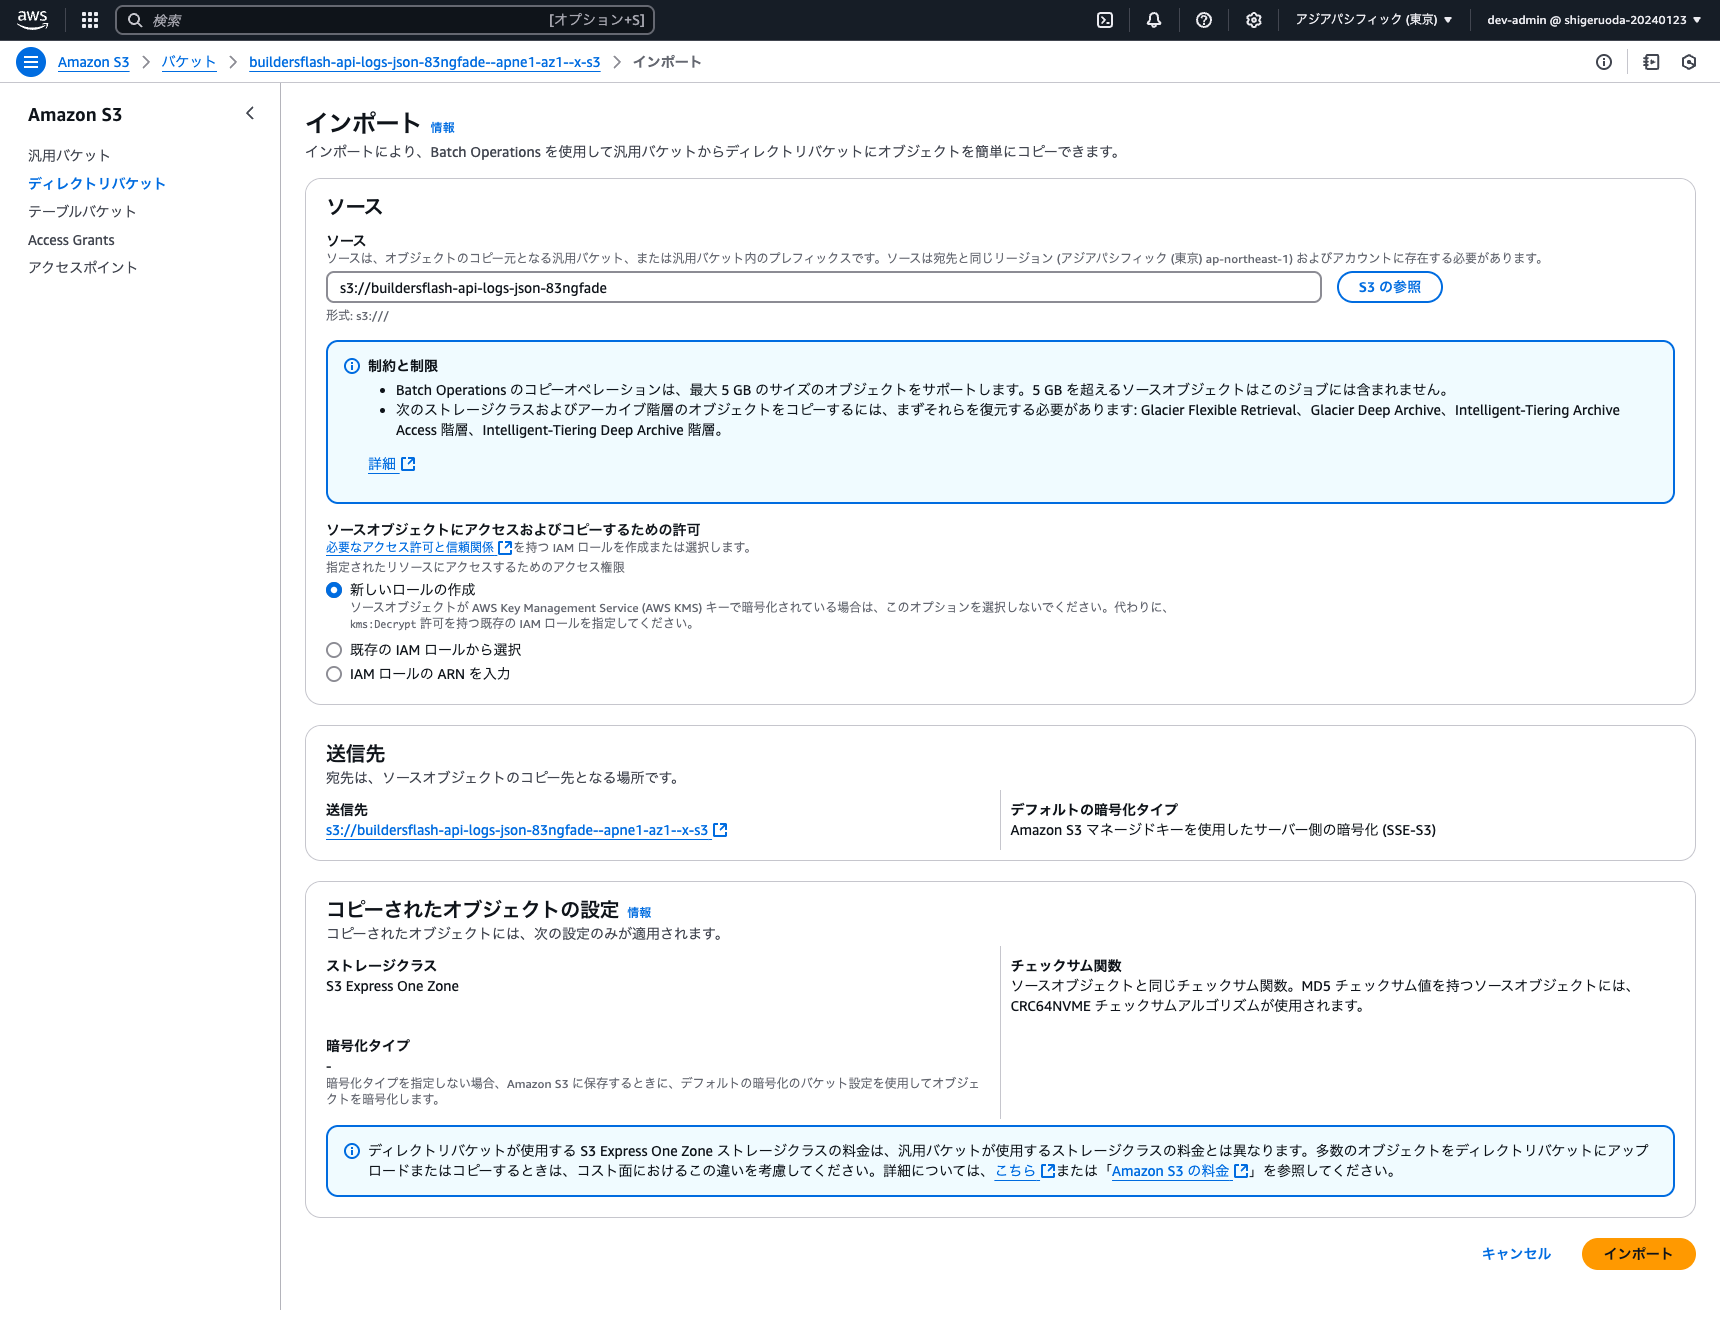 aws
検索
[オプション+S]
アジアパシフィック (東京) ▼
dev-admin @ shigeruoda-20240123 ▼
Amazon S3 > バケット > buildersflash-api-logs-json-83ngfade--apne1-az1--x-s3 > インポート
Amazon S3
汎用バケット
ディレクトリバケット
テーブルバケット
Access Grants
アクセスポイント
インポート 情報
インポートにより、Batch Operations を使用して汎用バケットからディレクトリバケットにオブジェクトを簡単にコピーできます。
ソース
ソース
ソースは、オブジェクトのコピー元となる汎用バケット、または汎用バケット内のプレフィックスです。ソースは宛先と同じリージョン (アジアパシフィック (東京) ap-northeast-1) およびアカウントに存在する必要があります。
s3://buildersflash-api-logs-json-83ngfade
S3 の参照
形式: s3:///
制約と制限
• Batch Operations のコピーオペレーションは、最大 5 GB のサイズのオブジェクトをサポートします。5 GB を超えるソースオブジェクトはこのジョブには含まれません。
• 次のストレージクラスおよびアーカイブ階層のオブジェクトをコピーするには、まずそれらを復元する必要があります: Glacier Flexible Retrieval、Glacier Deep Archive、Intelligent-Tiering Archive
Access 階層、Intelligent-Tiering Deep Archive 階層。
詳細
ソースオブジェクトにアクセスおよびコピーするための許可
必要なアクセス許可と信頼関係を持つ IAM ロールを作成または選択します。
指定されたリソースにアクセスするためのアクセス権限
新しいロールの作成
ソースオブジェクトが AWS Key Management Service (AWS KMS) キーで暗号化されている場合は、このオプションを選択しないでください。代わりに、
kms:Decrypt 許可を持つ既存の IAM ロールを指定してください。
既存の IAM ロールから選択
IAM ロールの ARN を入力
送信先
宛先は、ソースオブジェクトのコピー先となる場所です。
送信先
s3://buildersflash-api-logs-json-83ngfade--apne1-az1--x-s3
デフォルトの暗号化タイプ
Amazon S3 マネージドキーを使用したサーバー側の暗号化 (SSE-S3)
コピーされたオブジェクトの設定 情報
コピーされたオブジェクトには、次の設定のみが適用されます。
ストレージクラス
S3 Express One Zone
チェックサム関数
ソースオブジェクトと同じチェックサム関数。MD5 チェックサム値を持つソースオブジェクトには、
CRC64NVME チェックサムアルゴリズムが使用されます。
暗号化タイプ
-
暗号化タイプを指定しない場合、Amazon S3 に保存するときに、デフォルトの暗号化のバケット設定を使用してオブジェ
クトを暗号化します。
ディレクトリバケットが使用する S3 Express One Zone ストレージクラスの料金は、汎用バケットが使用するストレージクラスの料金とは異なります。多数のオブジェクトをディレクトリバケットにアップ
ロードまたはコピーするときは、コスト面におけるこの違いを考慮してください。詳細については、こちらまたは「Amazon S3 の料金」を参照してください。
キャンセル
インポート